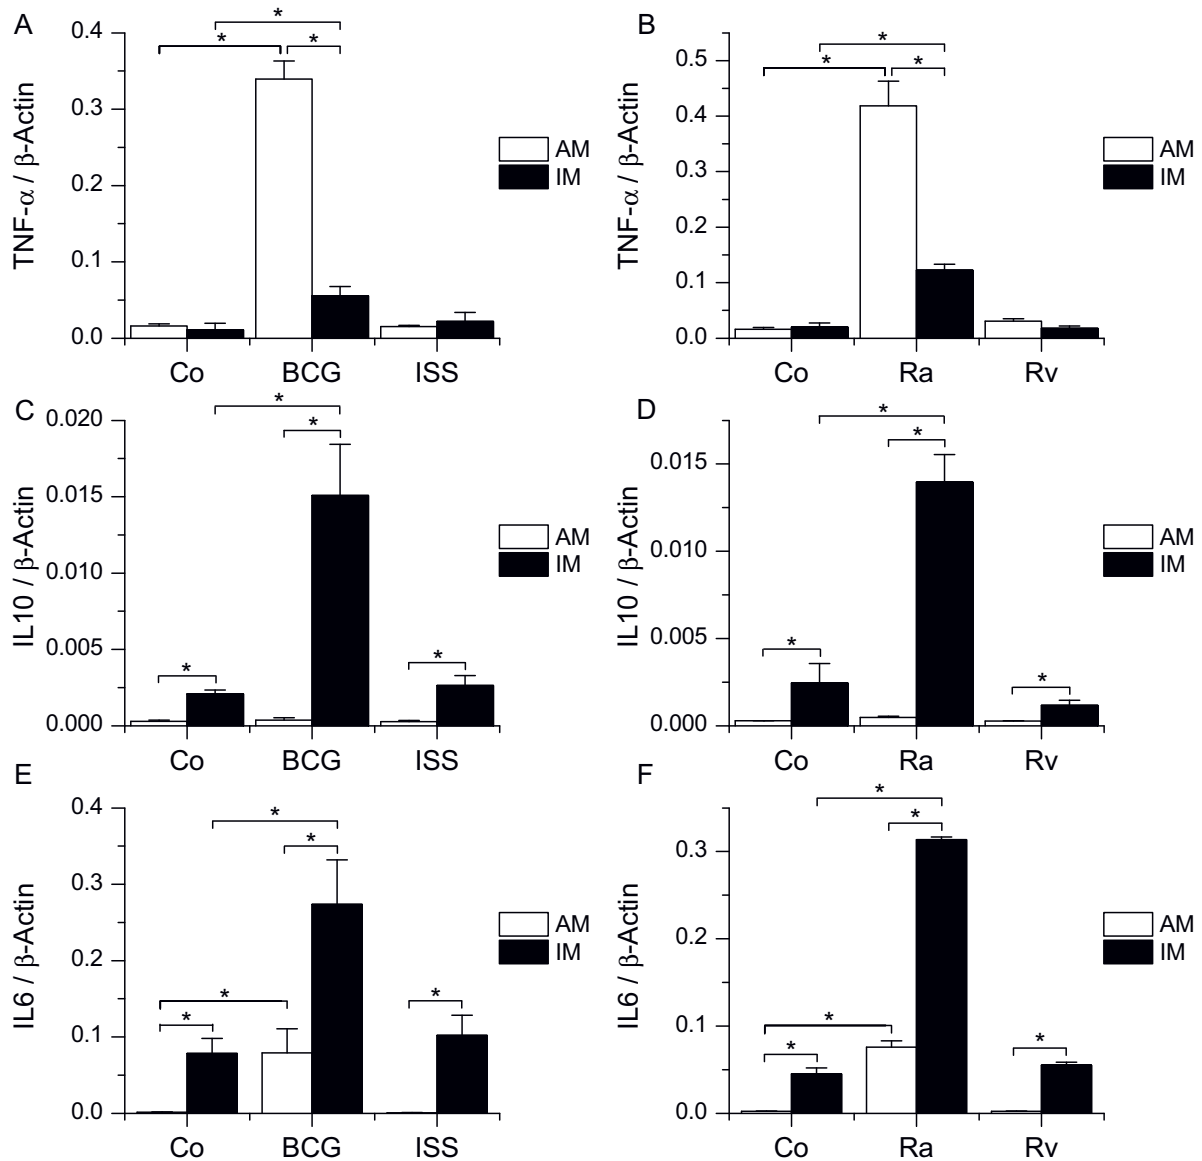 A
TNF-α / β-Actin
0.4
0.3
0.2
0.1
0.0
*
*
*
Co
BCG
ISS
AM
IM
B
TNF-α / β-Actin
0.5
0.4
0.3
0.2
0.1
0.0
*
*
*
Co
Ra
Rv
AM
IM
C
IL10 / β-Actin
0.020
0.015
0.010
0.005
0.000
*
*
*
*
Co
BCG
ISS
AM
IM
D
IL10 / β-Actin
0.015
0.010
0.005
0.000
*
*
*
*
Co
Ra
Rv
AM
IM
E
IL6 / β-Actin
0.4
0.3
0.2
0.1
0.0
*
*
*
*
*
Co
BCG
ISS
AM
IM
F
IL6 / β-Actin
0.3
0.2
0.1
0.0
*
*
*
*
*
Co
Ra
Rv
AM
IM